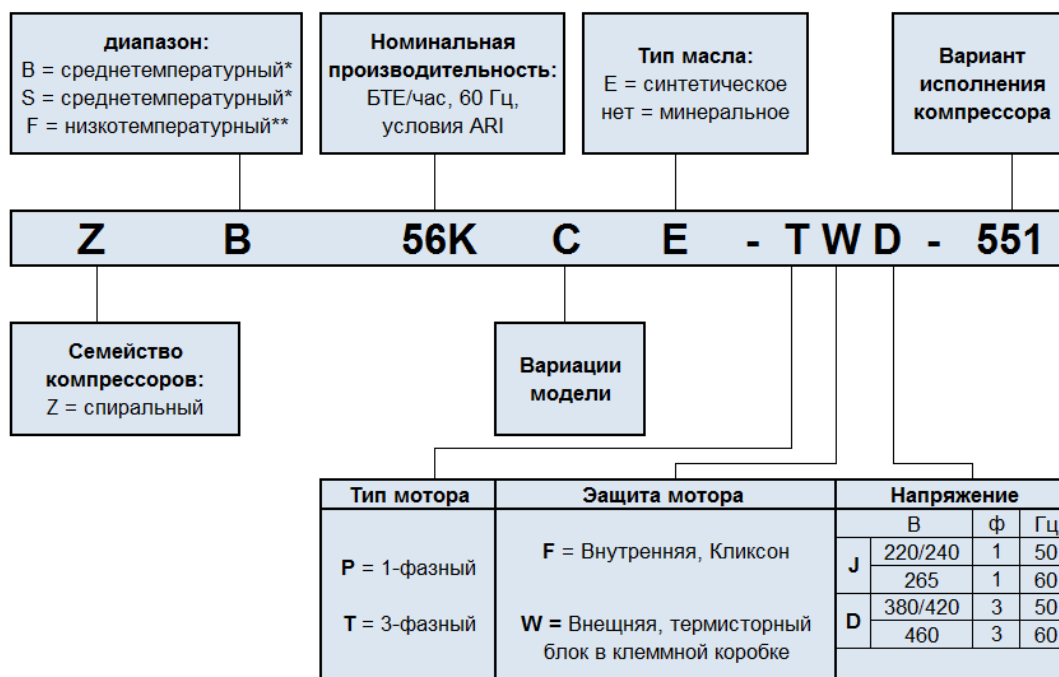 диапазон:
B = среднетемпературный*
S = среднетемпературный*
F = низкотемпературный**
Номинальная
производительность:
БТЕ/час, 60 Гц,
условия ARI
Тип масла:
E = синтетическое
нет = минеральное
Вариант
исполнения
компрессора
Z B 56K C E - T W D - 551
Семейство
компрессоров:
Z = спиральный
Вариации
модели
Тип мотора
P = 1-фазный
T = 3-фазный
Эащита мотора
F = Внутренняя, Кликсон
W = Внещняя, термисторный
блок в клеммной коробке
Напряжение
В ф Гц
J 220/240 1 50
265 1 60
D 380/420 3 50
460 3 60